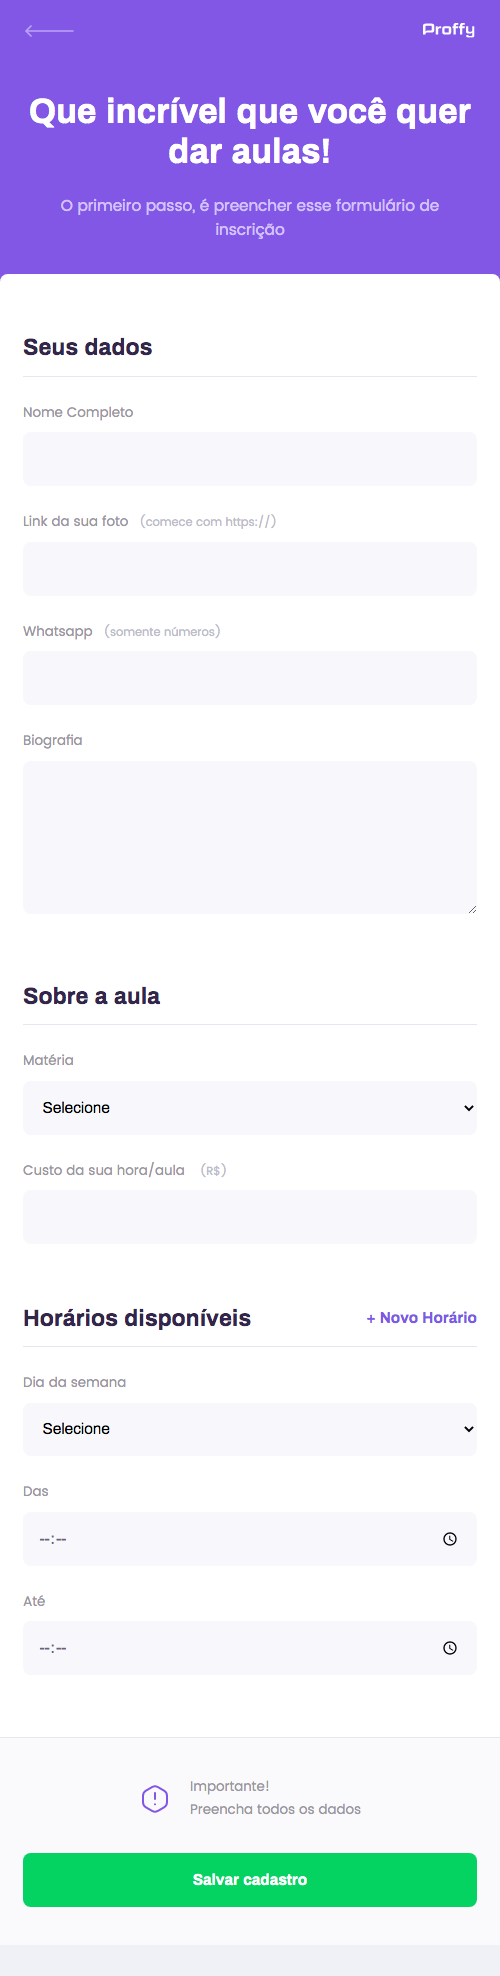 Proffy
Que incrível que você quer
dar aulas!
O primeiro passo, é preencher esse formulário de
inscrição
Seus dados
Nome Completo
Link da sua foto (comece com https://)
Whatsapp (somente números)
Biografia
Sobre a aula
Matéria
Selecione
Custo da sua hora/aula (R$)
Horários disponíveis + Novo Horário
Dia da semana
Selecione
Das
--:--
Até
--:--
Importante!
Preencha todos os dados
Salvar cadastro